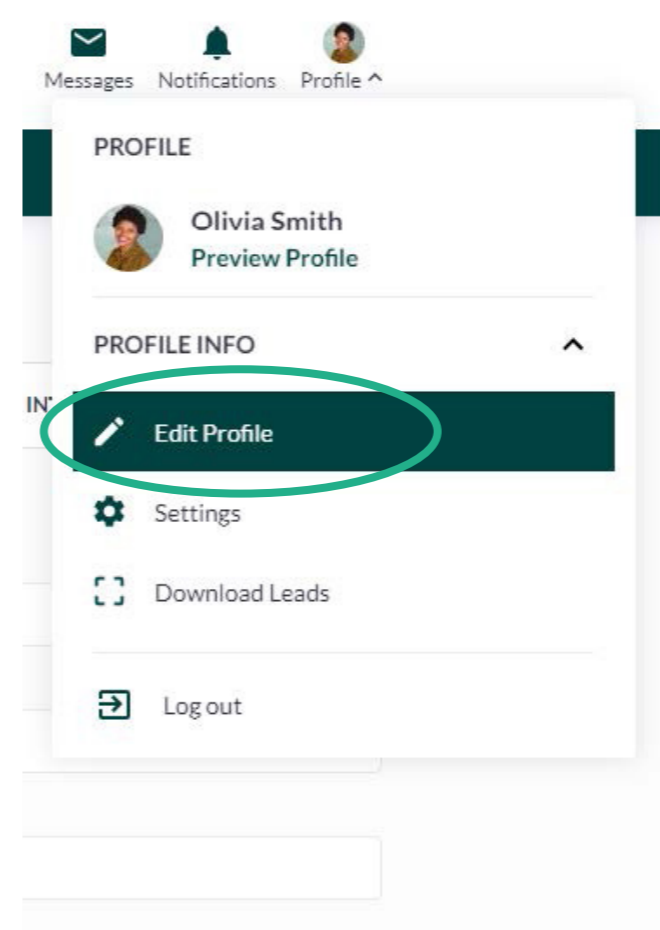 Messages Notifications Profile
PROFILE
Olivia Smith
Preview Profile
PROFILE INFO
Edit Profile
Settings
Download Leads
Log out